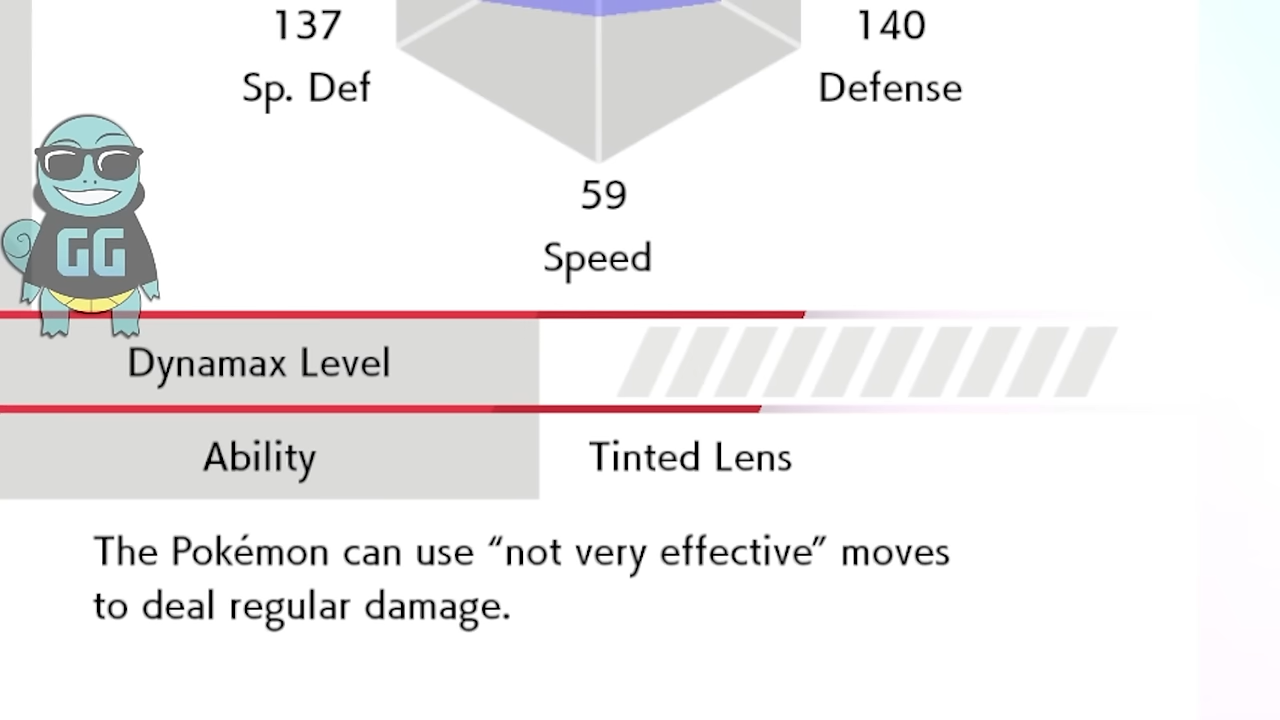 137
140
Sp. Def
Defense
59
Speed
GG
Dynamax Level
Ability
Tinted Lens
The Pokémon can use “not very effective” moves
to deal regular damage.